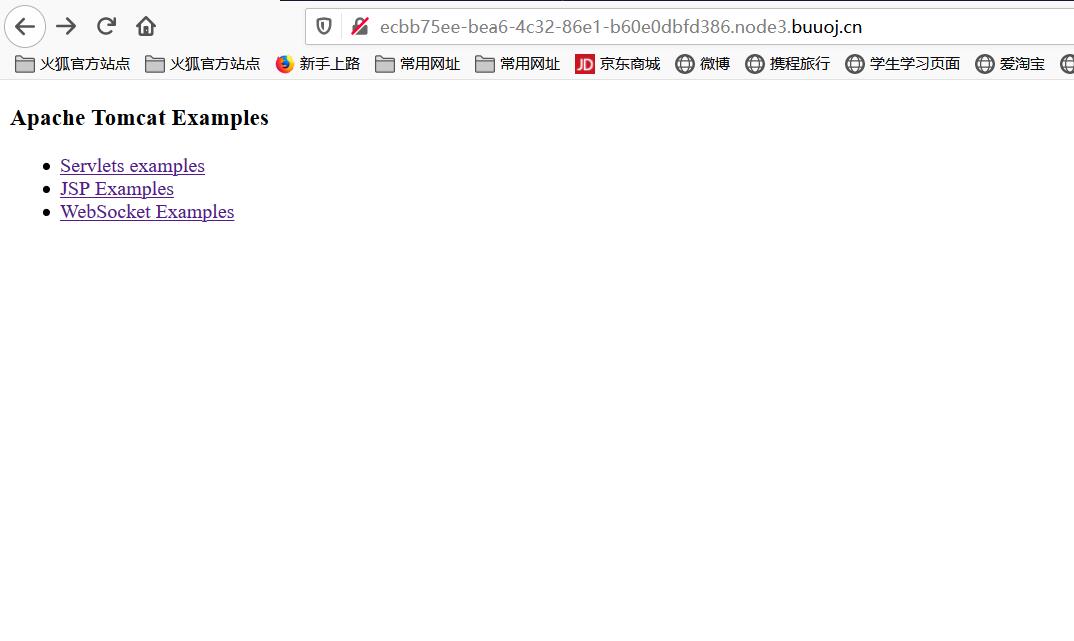 ecbb75ee-bea6-4c32-86e1-b60e0dbfd386.node3.buuoj.cn
火狐官方站点 火狐官方站点 新手上路 常用网址 常用网址 JD 京东商城 微博 携程旅行 学生学习页面 爱淘宝
Apache Tomcat Examples
Servlets examples
JSP Examples
WebSocket Examples